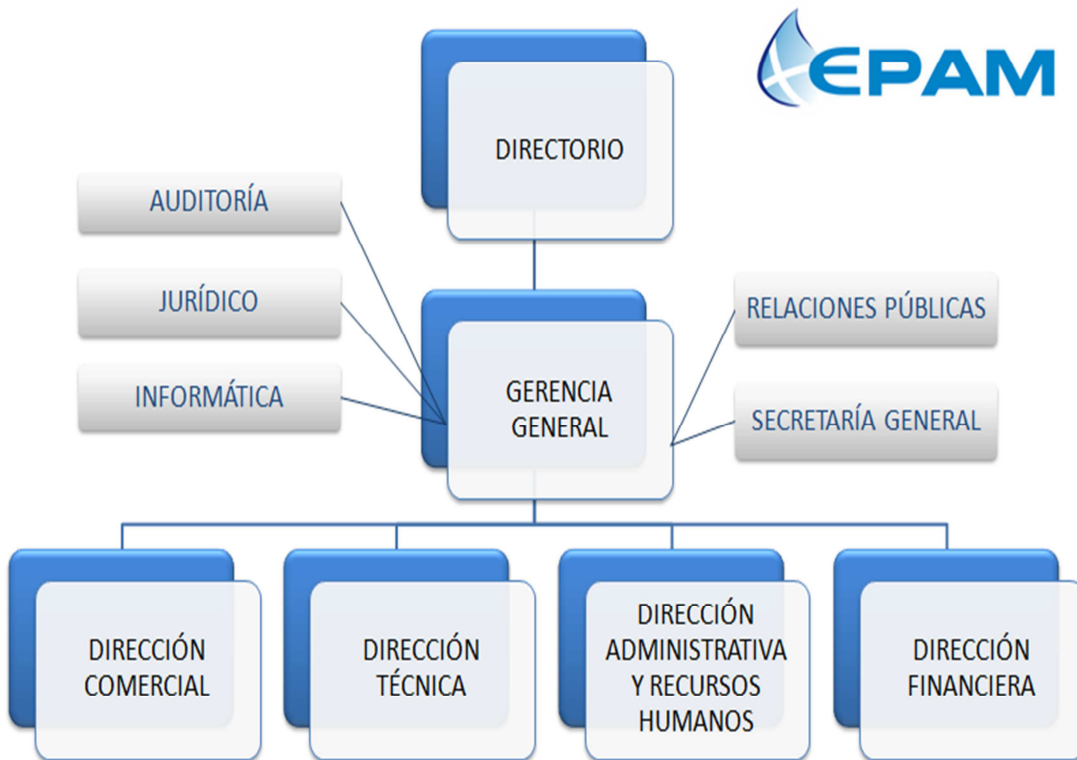 EPAM
DIRECTORIO
AUDITORÍA
JURÍDICO
INFORMÁTICA
RELACIONES PÚBLICAS
SECRETARÍA GENERAL
GERENCIA
GENERAL
DIRECCIÓN
COMERCIAL
DIRECCIÓN
TÉCNICA
DIRECCIÓN
ADMINISTRATIVA
Y RECURSOS
HUMANOS
DIRECCIÓN
FINANCIERA